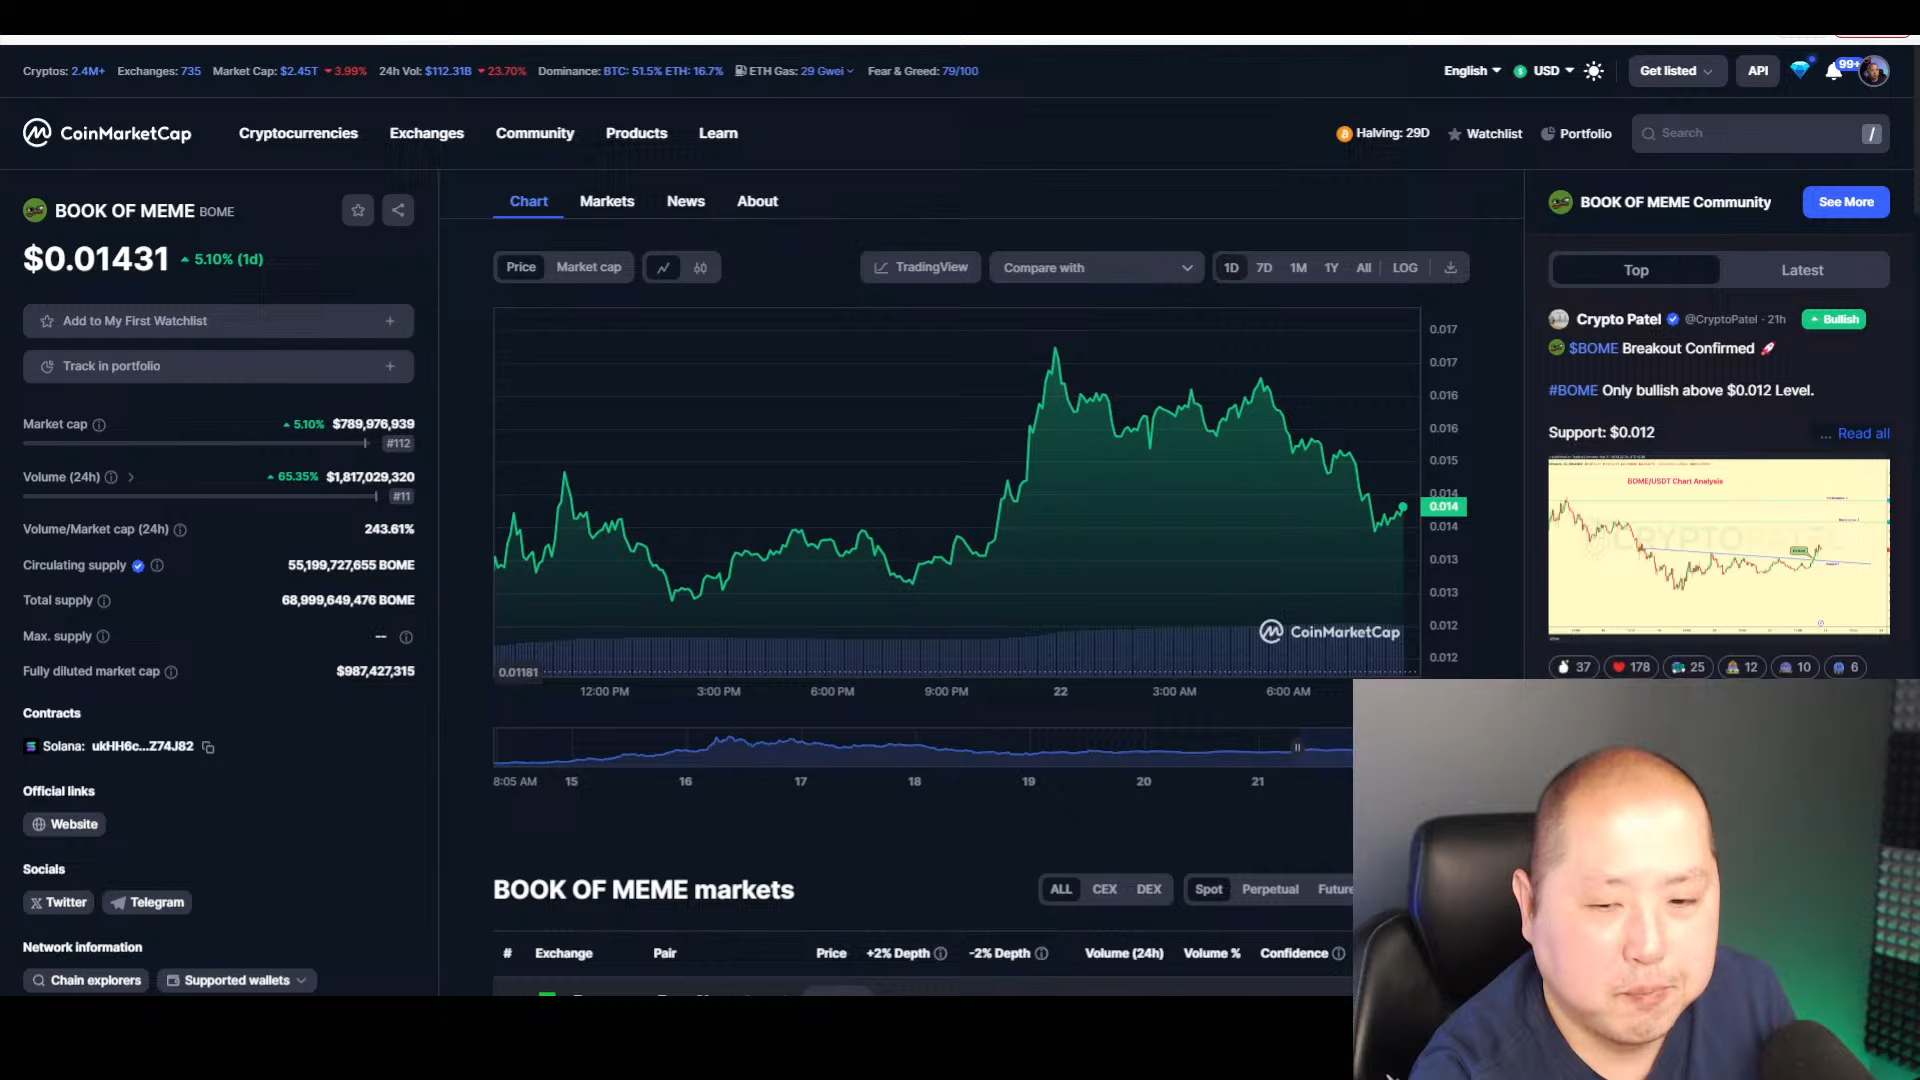 Cryptos: 2.4M+ Exchanges: 735 Market Cap: $2.45T 3.99% 24h Vol: $112.31B 23.70% Dominance: BTC: 51.5% ETH: 16.7% ETH Gas: 29 Gwei Fear & Greed: 79/100
English USD Get listed API 99+
CoinMarketCap Cryptocurrencies Exchanges Community Products Learn
Halving: 29D Watchlist Portfolio Search /
BOOK OF MEME BOME
$0.01431 5.10% (1d)
Add to My First Watchlist +
Track in portfolio +
Market cap 5.10% $789,976,939
#112
Volume (24h) 65.35% $1,817,029,320
#11
Volume/Market cap (24h) 243.61%
Circulating supply 55,199,727,655 BOME
Total supply 68,999,649,476 BOME
Max. supply --
Fully diluted market cap $987,427,315
Contracts
Solana: ukHH6c...Z74J82
Official links
Website
Socials
Twitter Telegram
Network information
Chain explorers Supported wallets
Chart Markets News About
Price Market cap TradingView Compare with 1D 7D 1M 1Y All LOG
0.017
0.017
0.016
0.016
0.015
0.014
0.014
0.014
0.013
0.013
0.012
0.012
CoinMarketCap
0.01181
12:00 PM 3:00 PM 6:00 PM 9:00 PM 22 3:00 AM 6:00 AM
8:05 AM 15 16 17 18 19 20 21
BOOK OF MEME markets ALL CEX DEX Spot Perpetual Future
# Exchange Pair Price +2% Depth -2% Depth Volume (24h) Volume % Confidence
BOOK OF MEME Community See More
Top Latest
Crypto Patel @CryptoPatel · 21h Bullish
$BOME Breakout Confirmed
#BOME Only bullish above $0.012 Level.
Support: $0.012 ... Read all
BOME/USDT Chart Analysis
CRYPTO
37 178 25 12 10 6